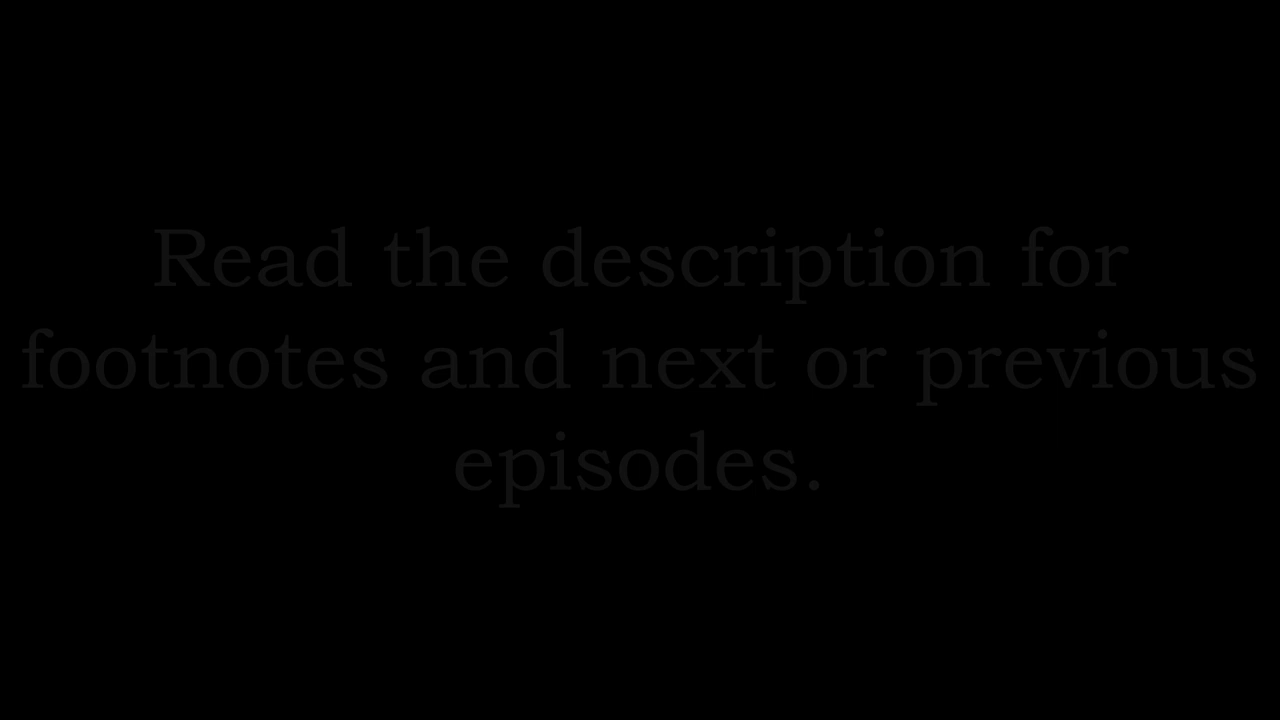 Read the description for
footnotes and next or previous
episodes.